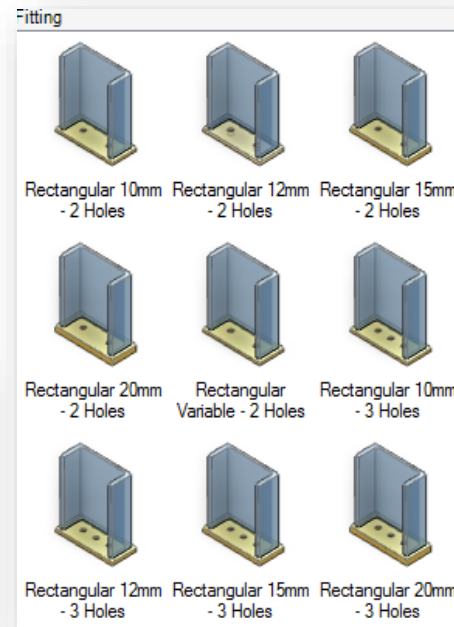 Fitting
Rectangular 10mm
- 2 Holes
Rectangular 12mm
- 2 Holes
Rectangular 15mm
- 2 Holes
Rectangular 20mm
- 2 Holes
Rectangular
Variable - 2 Holes
Rectangular 10mm
- 3 Holes
Rectangular 12mm
- 3 Holes
Rectangular 15mm
- 3 Holes
Rectangular 20mm
- 3 Holes